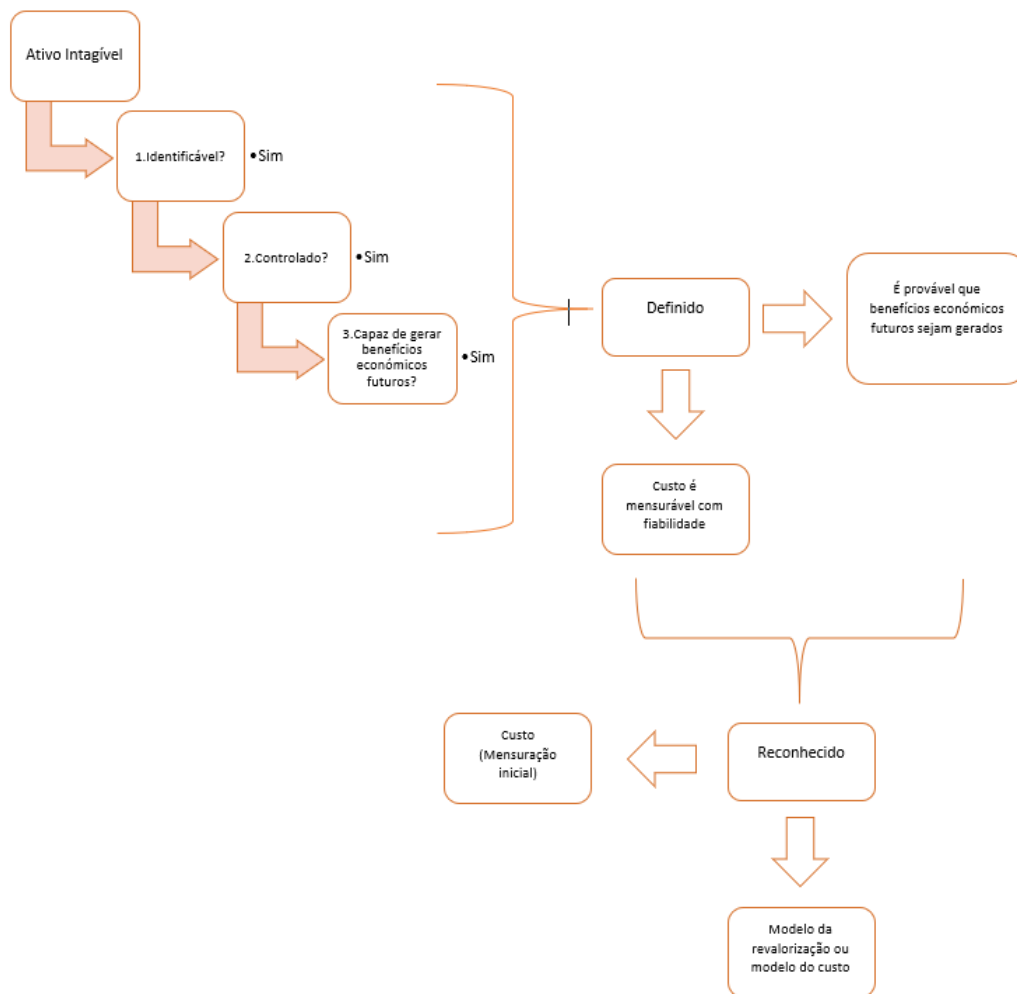 Ativo Intagível
1.Identificável?
•Sim
2.Controlado?
•Sim
3.Capaz de gerar
benefícios
económicos
futuros?
•Sim
Definido
É provável que
benefícios económicos
futuros sejam gerados
Custo é
mensurável com
fiabilidade
Custo
(Mensuração
inicial)
Reconhecido
Modelo da
revalorização ou
modelo do custo